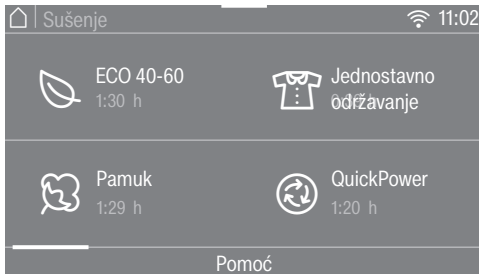 Sušenje
11:02
ECO 40-60
1:30 h
Jednostavno
održavanje
Pamuk
1:29 h
QuickPower
1:20 h
Pomoć